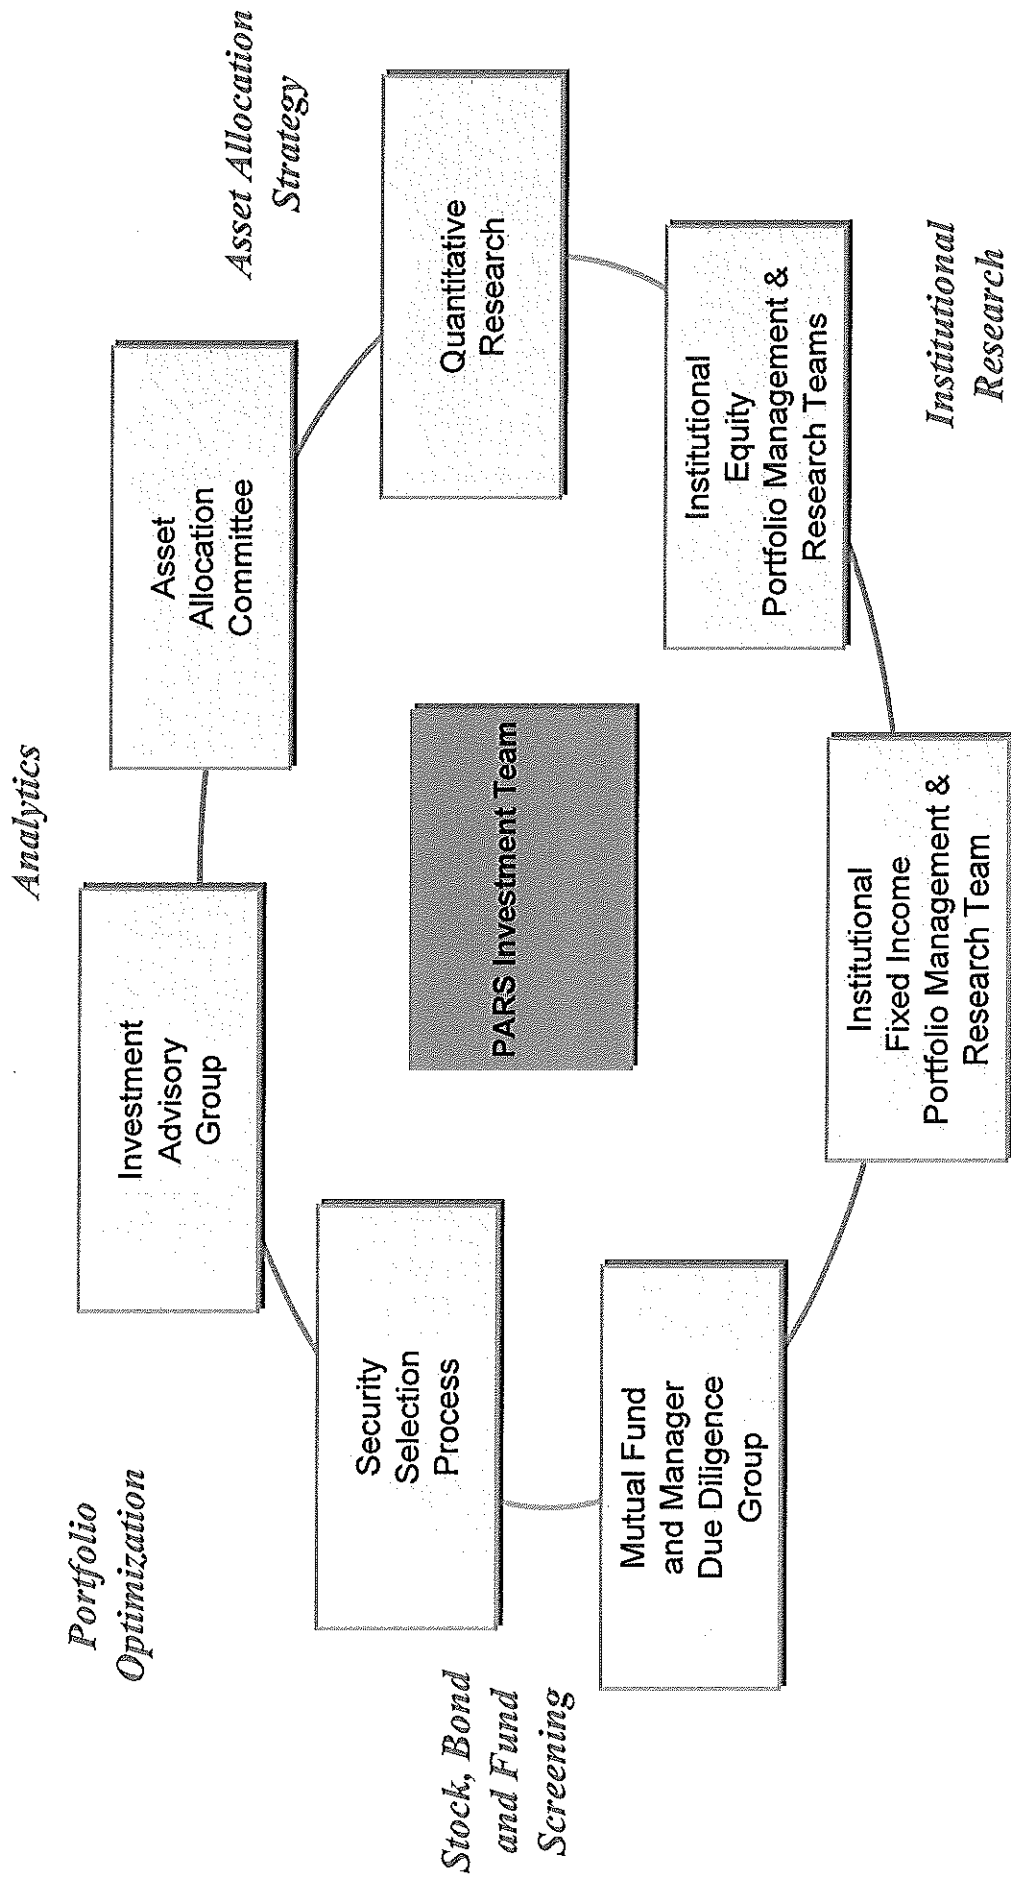 Analytics
Portfolio
Optimization
Investment
Advisory
Group
Asset
Allocation
Committee
Asset Allocation
Strategy
Security
Selection
Process
Quantitative
Research
Stock, Bond
and Fund
Screening
PARS Investment Team
Mutual Fund
and Manager
Due Diligence
Group
Institutional
Equity
Portfolio Management &
Research Teams
Institutional
Fixed Income
Portfolio Management &
Research Team
Institutional
Research